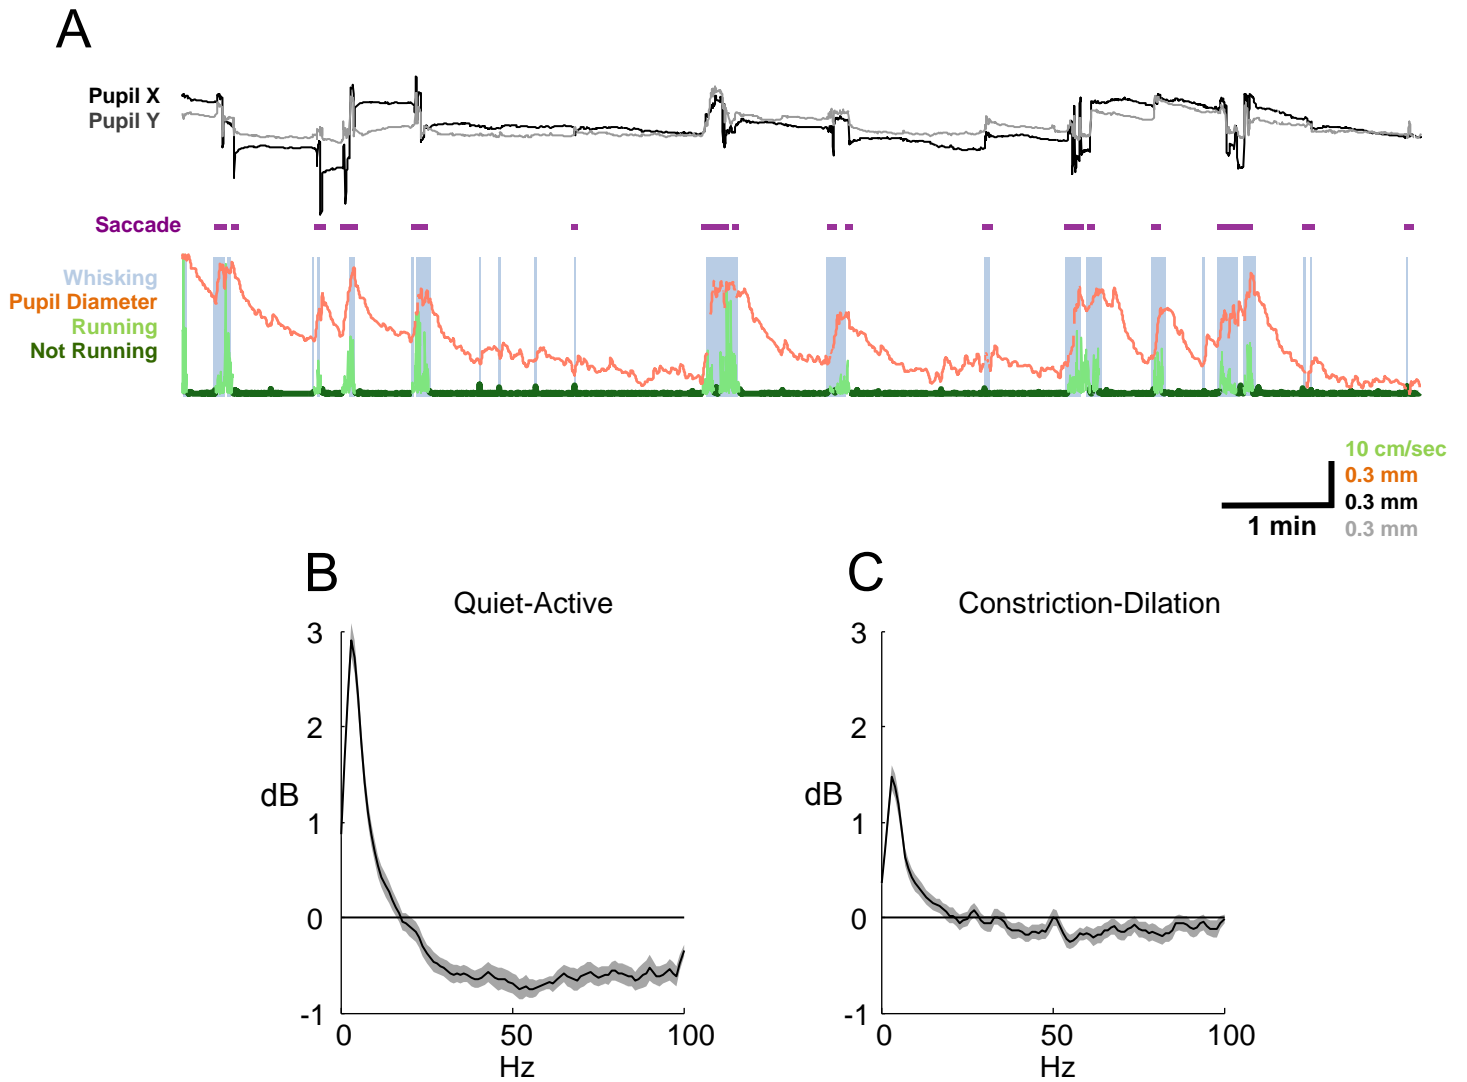 A
Pupil X
Pupil Y
Saccade
Whisking
Pupil Diameter
Running
Not Running
10 cm/sec
0.3 mm
0.3 mm
0.3 mm
1 min
B
Quiet-Active
3
2
1
0
-1
dB
0
50
100
Hz
C
Constriction-Dilation
3
2
1
0
-1
dB
0
50
100
Hz